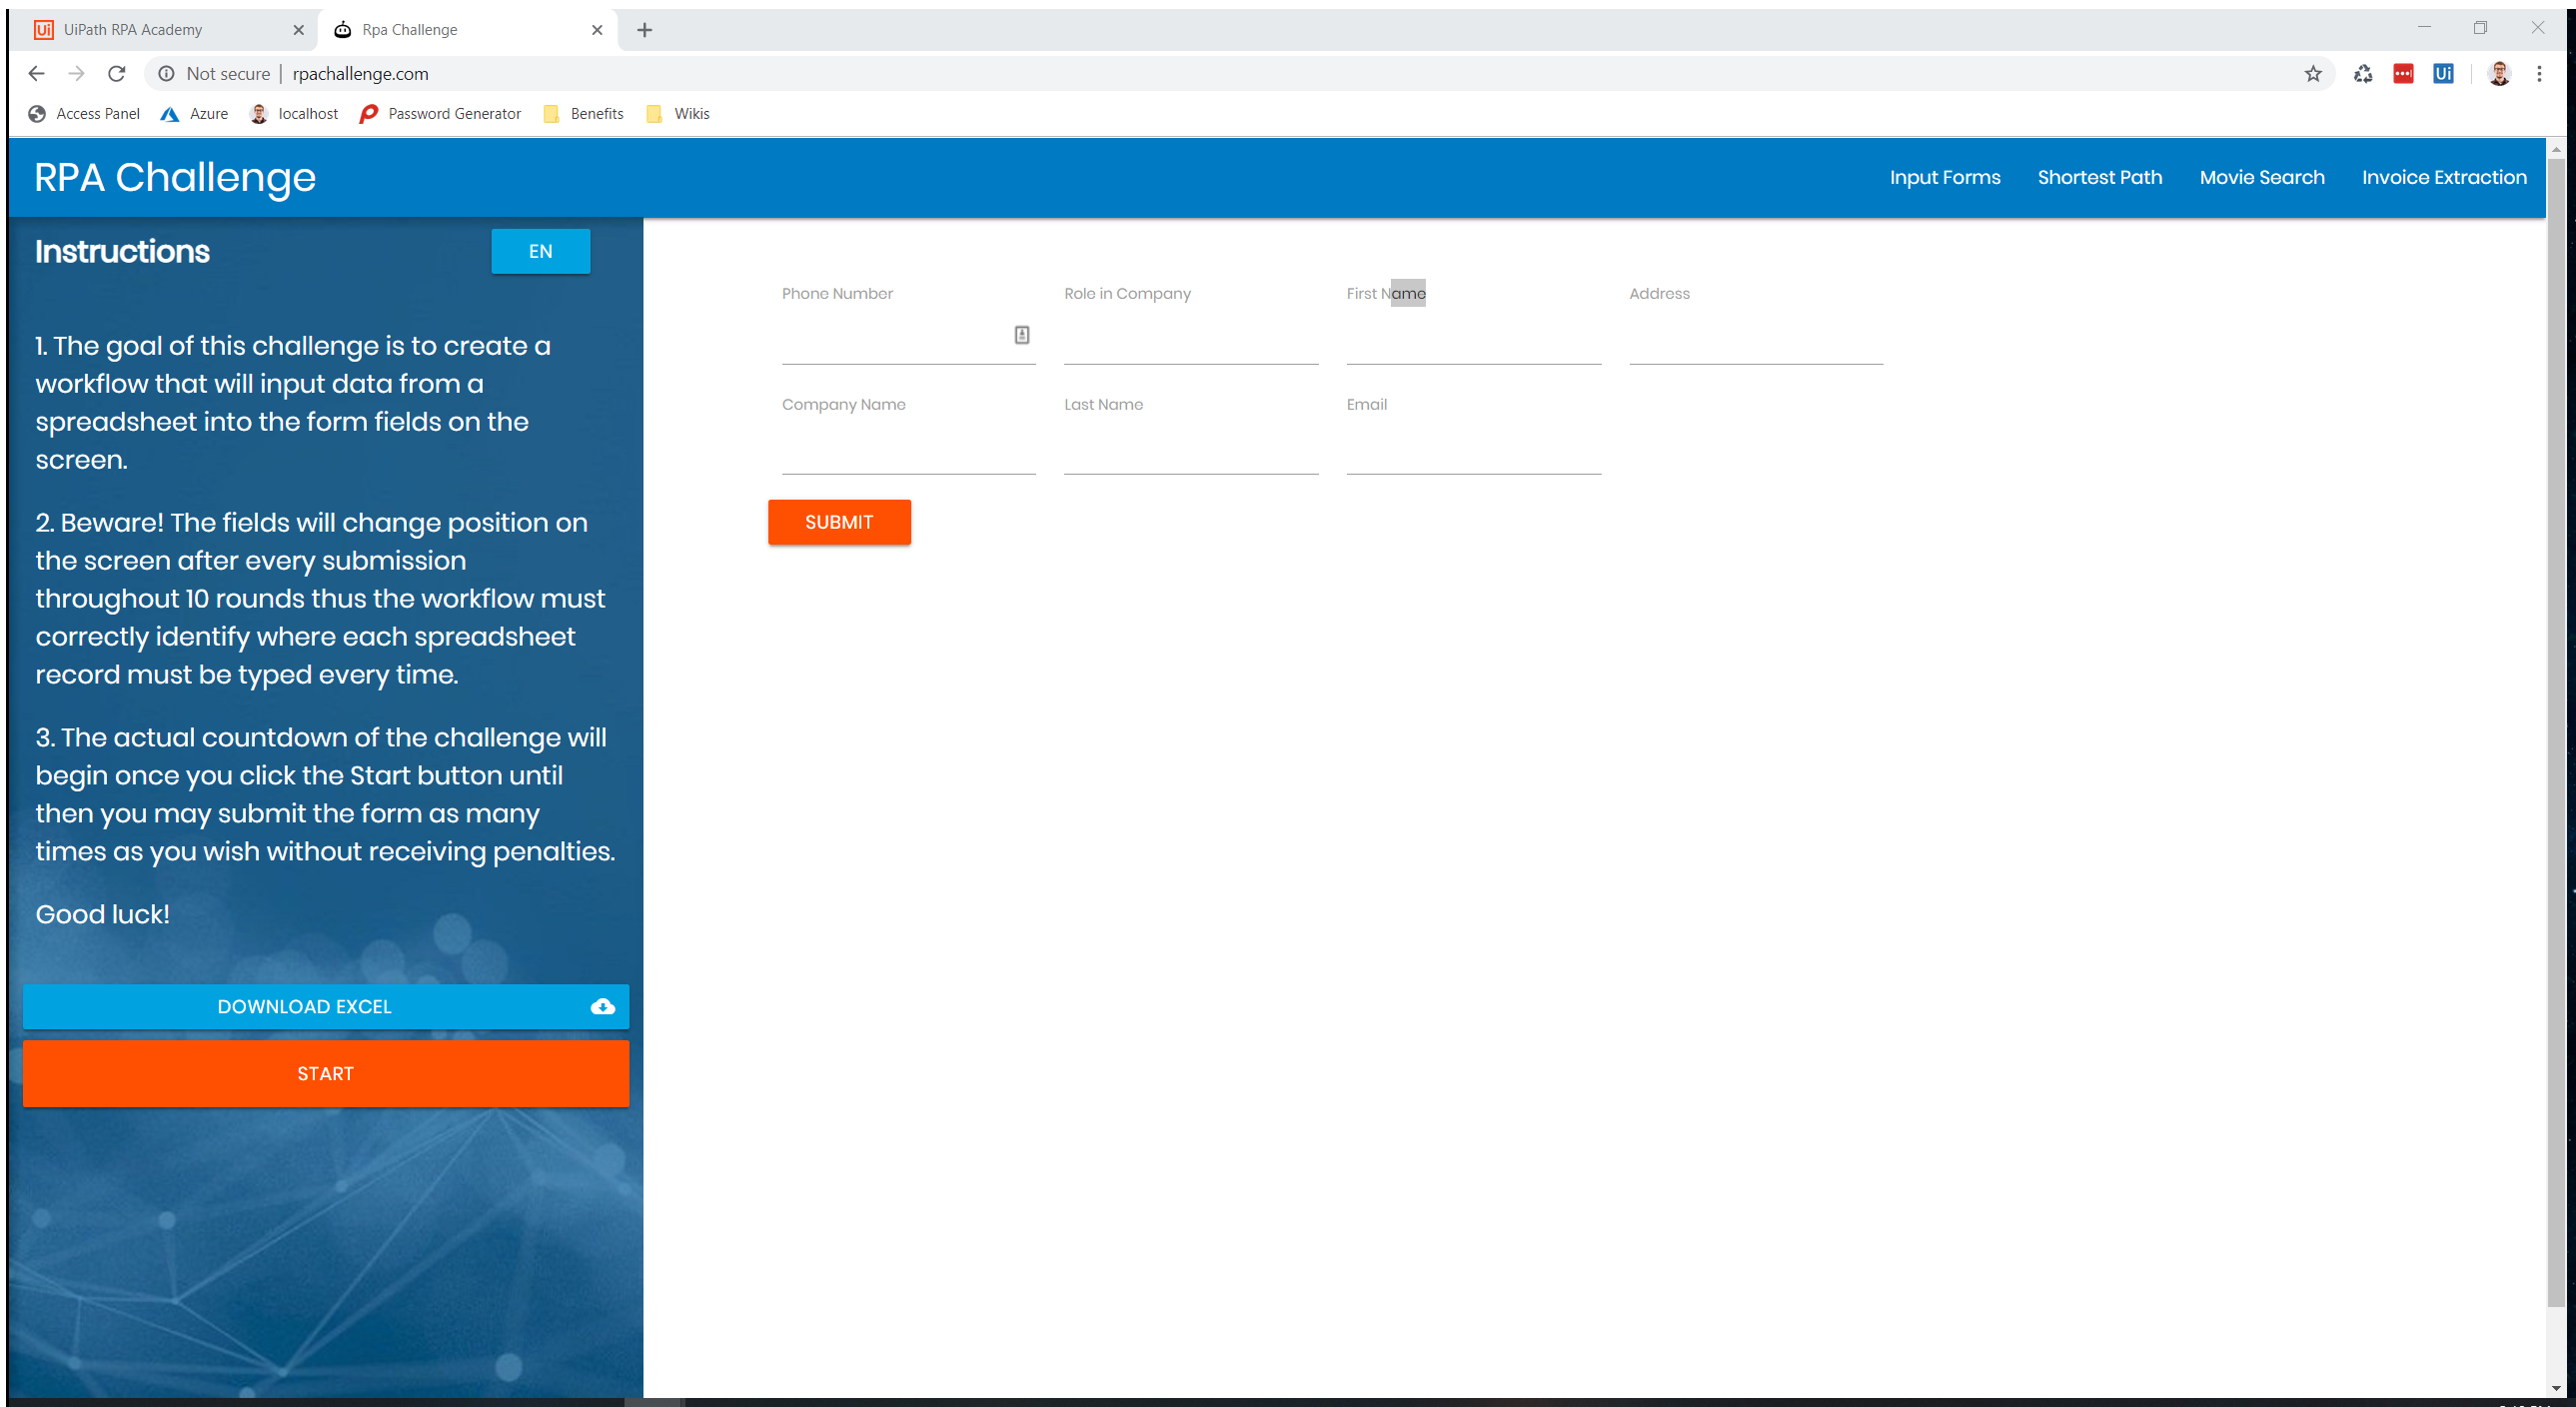 UiPath RPA Academy
Rpa Challenge
Not secure | rpachallenge.com
Access Panel Azure localhost Password Generator Benefits Wikis
RPA Challenge
Input Forms Shortest Path Movie Search Invoice Extraction
Instructions
EN
1. The goal of this challenge is to create a
workflow that will input data from a
spreadsheet into the form fields on the
screen.
2. Beware! The fields will change position on
the screen after every submission
throughout 10 rounds thus the workflow must
correctly identify where each spreadsheet
record must be typed every time.
3. The actual countdown of the challenge will
begin once you click the Start button until
then you may submit the form as many
times as you wish without receiving penalties.
Good luck!
DOWNLOAD EXCEL
START
Phone Number Role in Company First Name Address
Company Name Last Name Email
SUBMIT